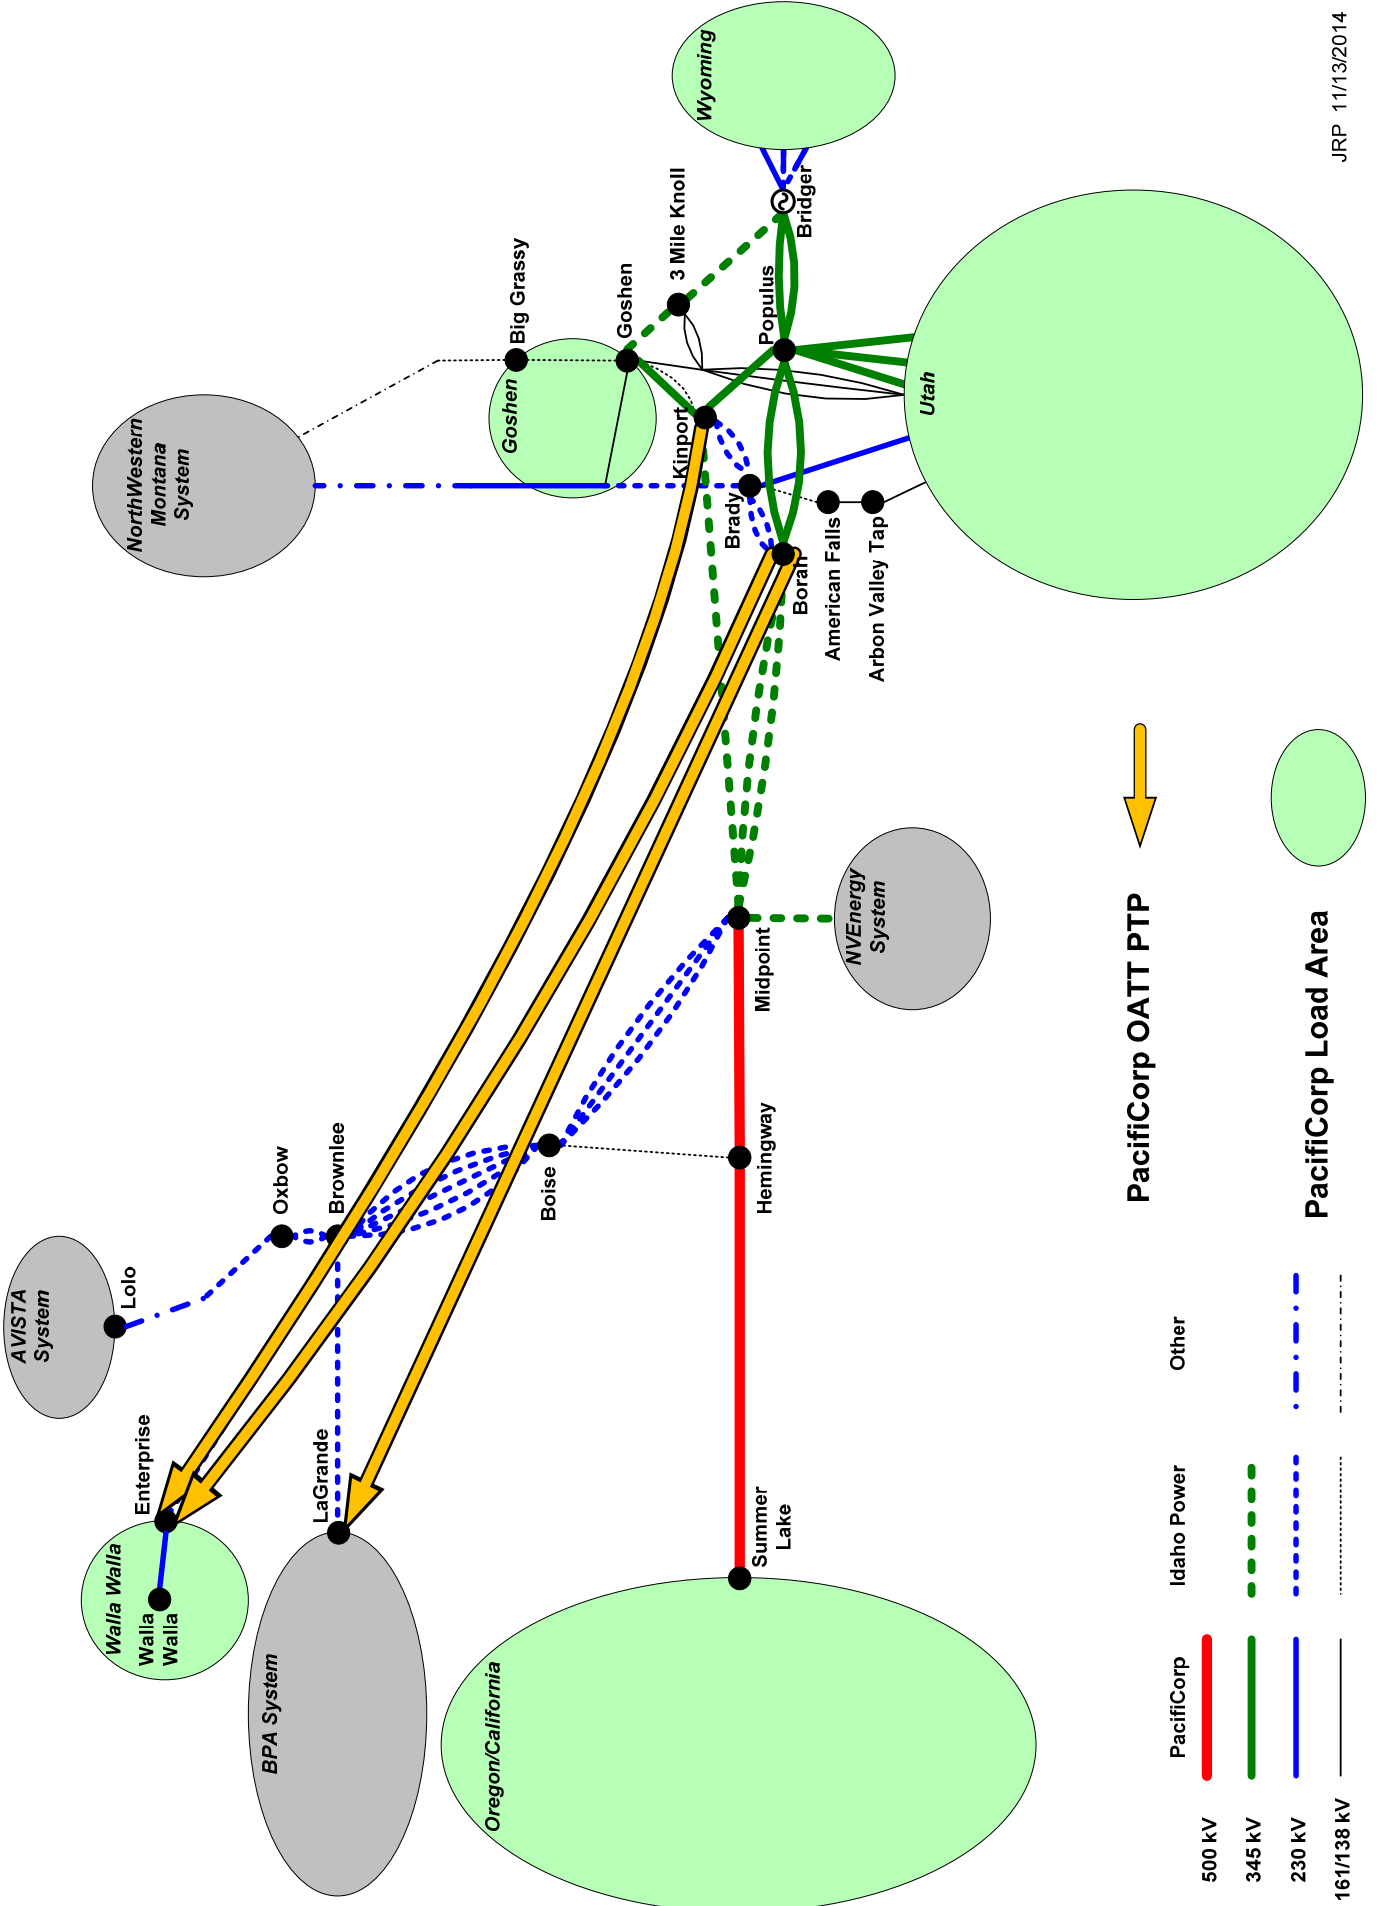 AVISTA
System
Lolo
Enterprise
Walla Walla
Walla
Walla
Oxbow
Brownlee
LaGrande
BPA System
Oregon/California
Boise
Summer
Lake
Hemingway
Midpoint
NVEnergy
System
NorthWestern
Montana
System
Big Grassy
Goshen
Goshen
3 Mile Knoll
Wyoming
Bridger
Populus
Kinport
Brady
Borah
American Falls
Arbon Valley Tap
Utah
PacifiCorp OATT PTP
PacifiCorp Load Area
PacifiCorp
Idaho Power
Other
500 kV
345 kV
230 kV
161/138 kV
JRP 11/13/2014